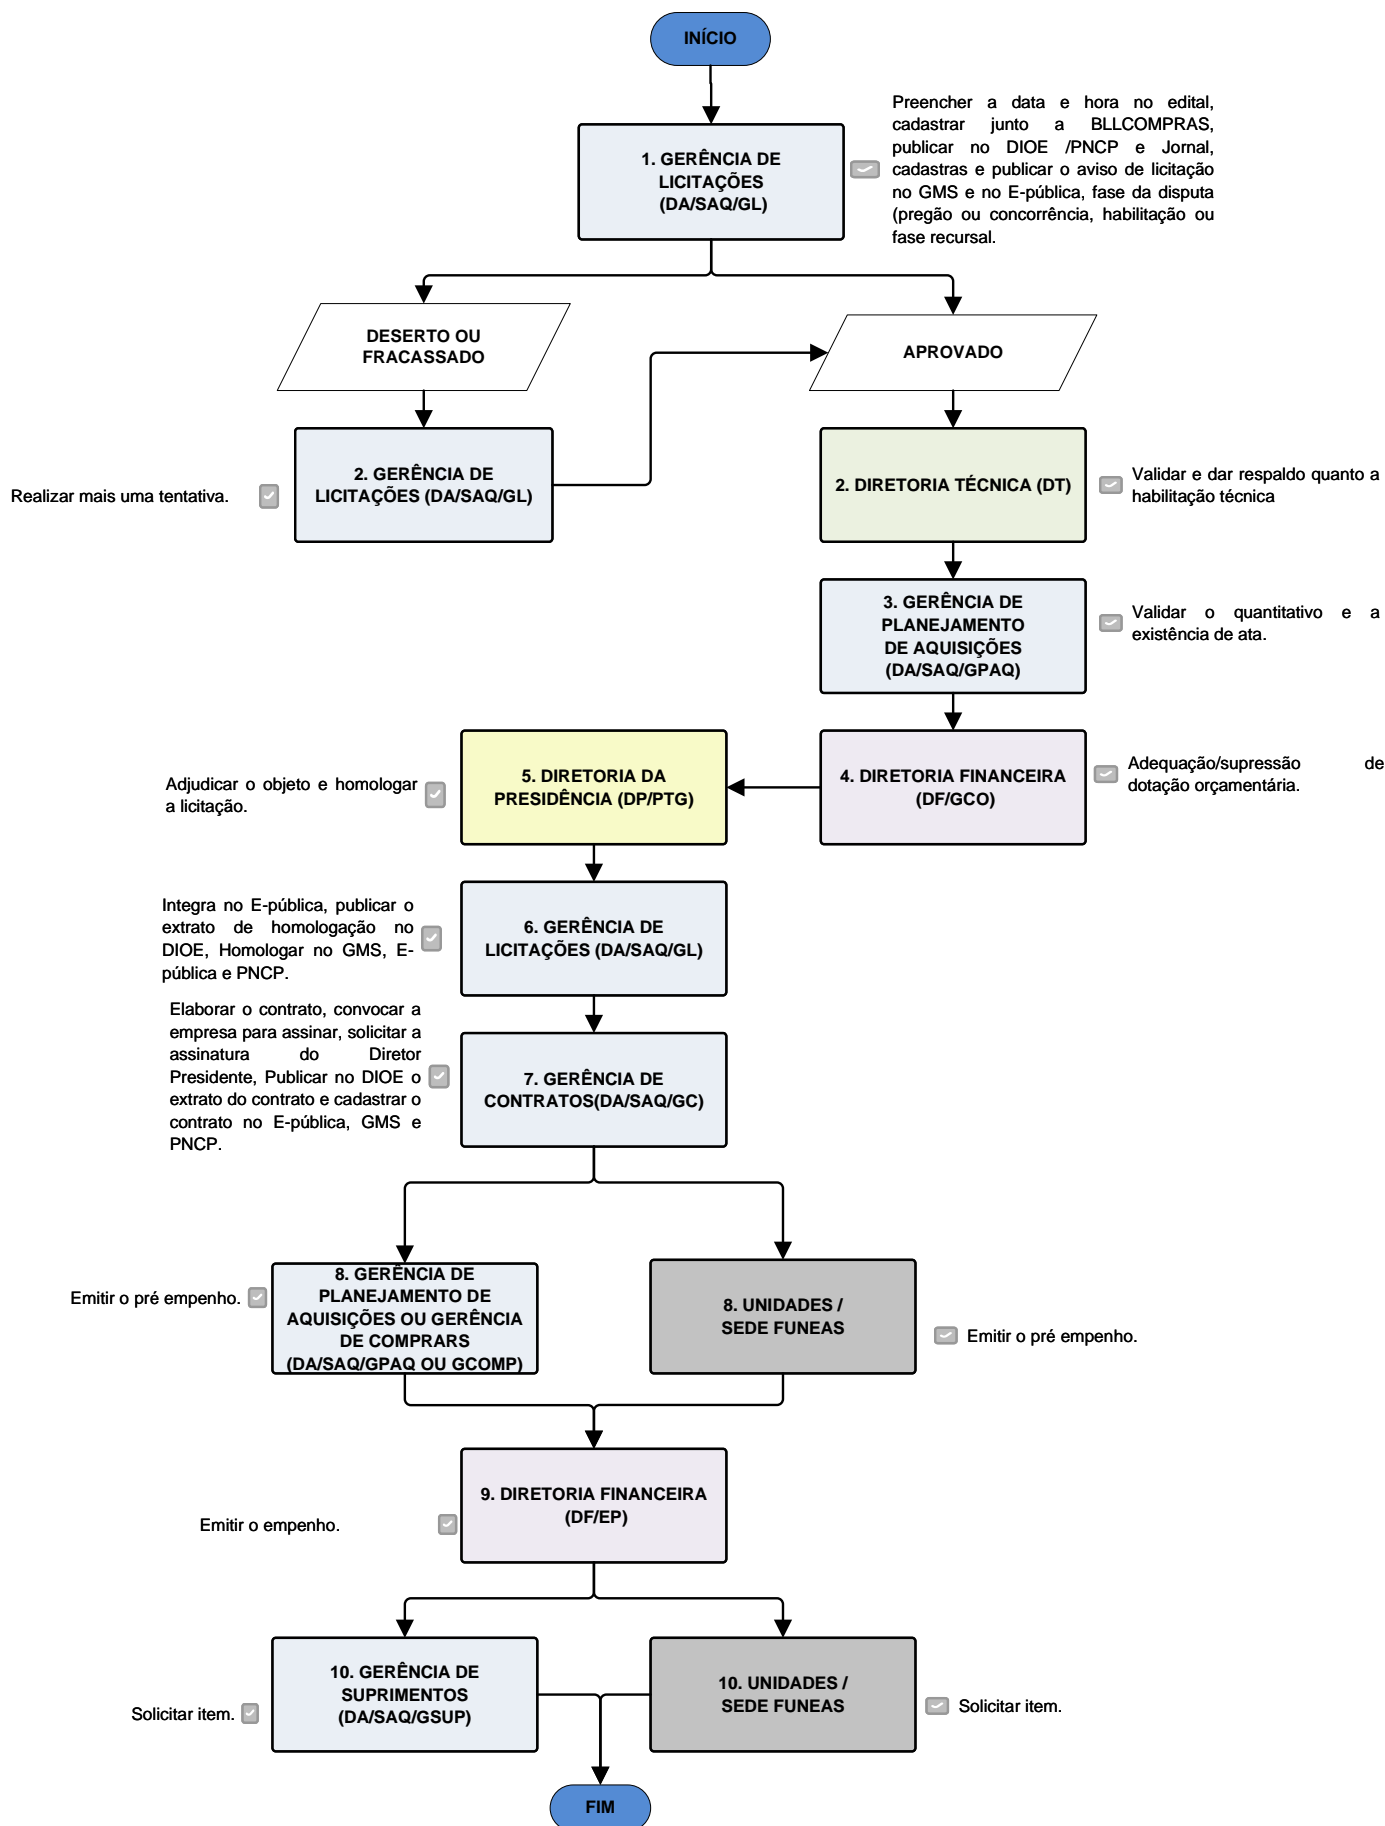 INÍCIO
1. GERÊNCIA DE
LICITAÇÕES
(DA/SAQ/GL)
Preencher a data e hora no edital,
cadastrar junto a BLLCOMPRAS,
publicar no DIOE /PNCP e Jornal,
cadastras e publicar o aviso de licitação
no GMS e no E-pública, fase da disputa
(pregão ou concorrência, habilitação ou
fase recursal.
DESERTO OU
FRACASSADO
APROVADO
2. GERÊNCIA DE
LICITAÇÕES (DA/SAQ/GL)
Realizar mais uma tentativa.
2. DIRETORIA TÉCNICA (DT)
Validar e dar respaldo quanto a
habilitação técnica
3. GERÊNCIA DE
PLANEJAMENTO
DE AQUISIÇÕES
(DA/SAQ/GPAQ)
Validar o quantitativo e a
existência de ata.
4. DIRETORIA FINANCEIRA
(DF/GCO)
Adequação/supressão de
dotação orçamentária.
5. DIRETORIA DA
PRESIDÊNCIA (DP/PTG)
Adjudicar o objeto e homologar
a licitação.
6. GERÊNCIA DE
LICITAÇÕES (DA/SAQ/GL)
Integra no E-pública, publicar o
extrato de homologação no
DIOE, Homologar no GMS, E-
pública e PNCP.
7. GERÊNCIA DE
CONTRATOS(DA/SAQ/GC)
Elaborar o contrato, convocar a
empresa para assinar, solicitar a
assinatura do Diretor
Presidente, Publicar no DIOE o
extrato do contrato e cadastrar o
contrato no E-pública, GMS e
PNCP.
8. GERÊNCIA DE
PLANEJAMENTO DE
AQUISIÇÕES OU GERÊNCIA
DE COMPRARS
(DA/SAQ/GPAQ OU GCOMP)
Emitir o pré empenho.
8. UNIDADES /
SEDE FUNEAS
Emitir o pré empenho.
9. DIRETORIA FINANCEIRA
(DF/EP)
Emitir o empenho.
10. GERÊNCIA DE
SUPRIMENTOS
(DA/SAQ/GSUP)
Solicitar item.
10. UNIDADES /
SEDE FUNEAS
Solicitar item.
FIM